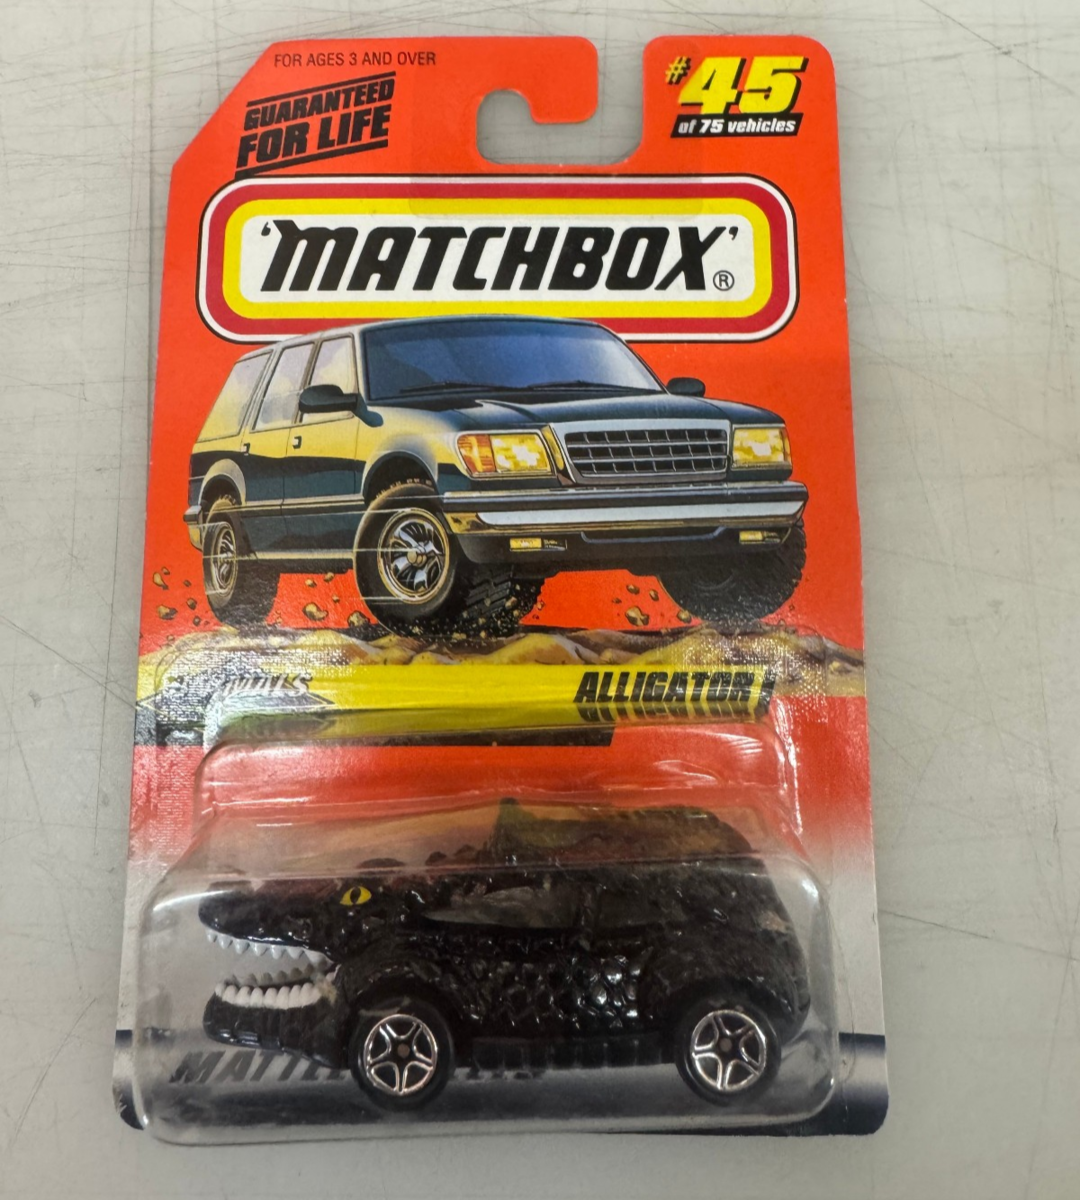 FOR AGES 3 AND OVER
GUARANTEED
FOR LIFE
#45
of 75 vehicles
'MATCHBOX'®
ALLIGATOR